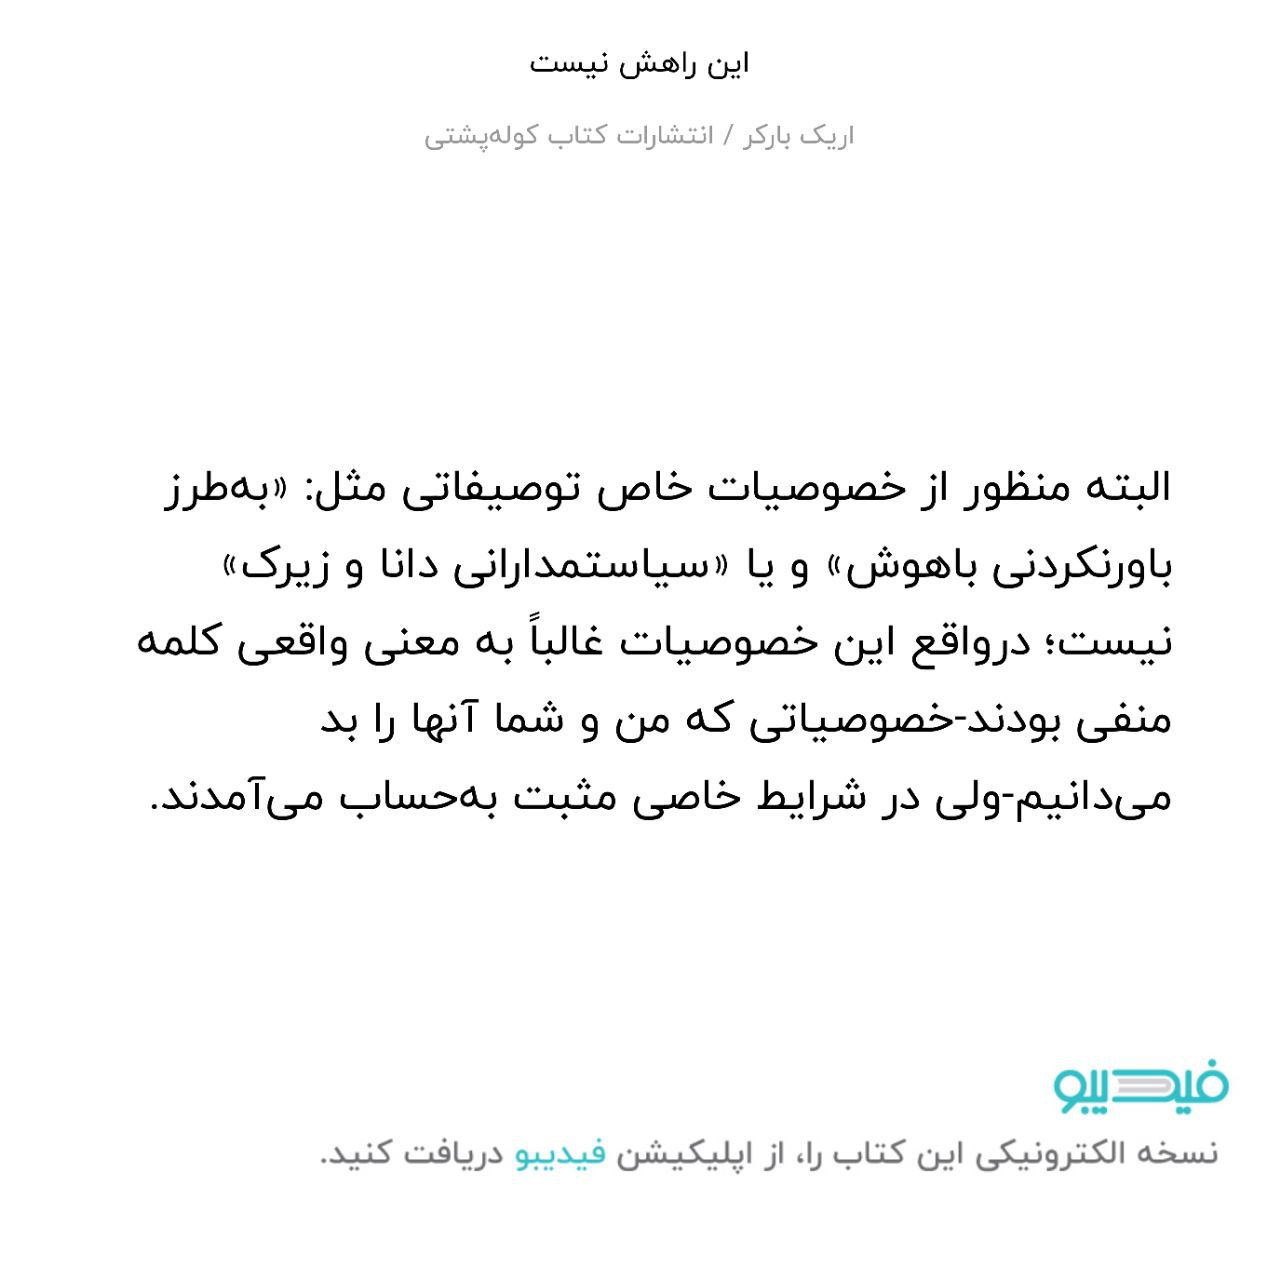 این راهش نیست
اریک بارکر / انتشارات کتاب کوله‌پشتی
البته منظور از خصوصیات خاص توصیفاتی مثل: «به‌طرز
باورنکردنی باهوش» و یا «سیاستمدارانی دانا و زیرک»
نیست؛ درواقع این خصوصیات غالباً به معنی واقعی کلمه
منفی بودند-خصوصیاتی که من و شما آنها را بد
می‌دانیم-ولی در شرایط خاصی مثبت به‌حساب می‌آمدند.
فیدیبو
نسخه الکترونیکی این کتاب را، از اپلیکیشن فیدیبو دریافت کنید.